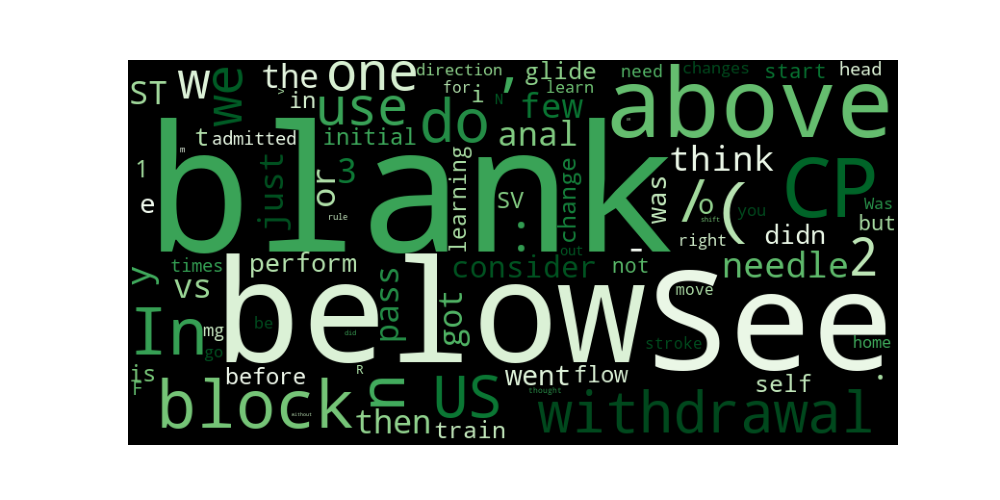 ST w we the > in one direction , glide need changes start head
for i N learn
use do few above
t admitted initial anal
m
blank
1 just or 3 learning SV : change out was think CP
e rule / o shift ( you Was
right didn but
-
y times perform consider not needle 2
vs pass got
In mg be below See move
go did stroke home
is block before R n US went flow self .
F without then train thought withdrawal